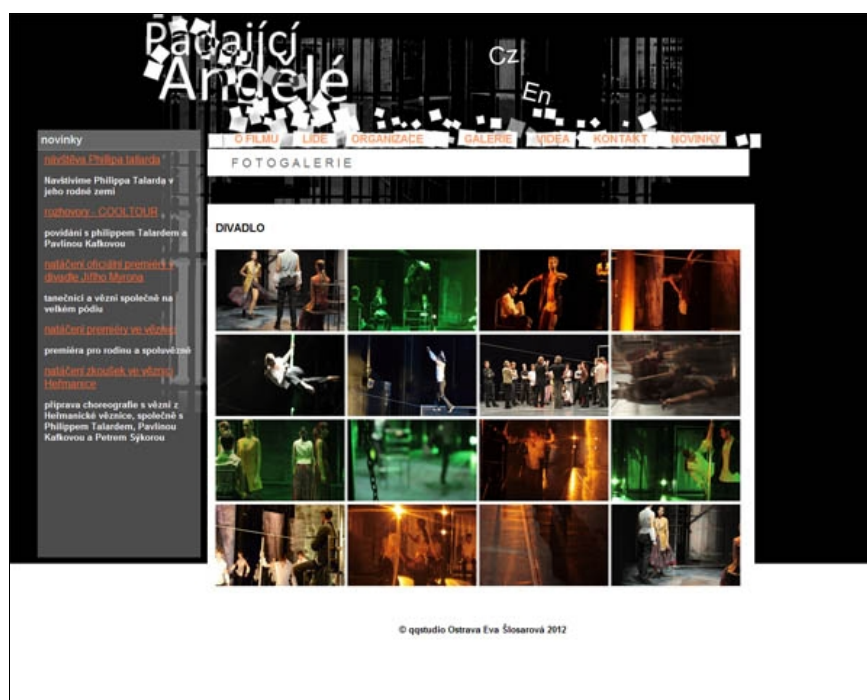 Padající
Andělé
Cz
En
O FILMU LIDÉ ORGANIZACE GALERIE VIDEA KONTAKT NOVINKY
FOTOGALERIE
novinky
návštěva Phillipa tallarda
Navštívíme Philippa Talarda v
jeho rodné zemi
rozhovory - COOLTOUR
povídání s philippem Talardem a
Pavlínou Kafkovou
natáčení oficiální premiéry v
divadle Jiřího Myrona
tanečníci a vězni společně na
velkém pódiu
natáčení premiéry ve věznici
premiéra pro rodinu a spoluvězně
natáčení zkoušek ve věznici
Heřmanice
příprava choreografie s vězni z
Heřmanické věznice, společně s
Philippem Talardem, Pavlínou
Kafkovou a Petrem Sýkorou
DIVADLO
© qqstudio Ostrava Eva Šlosarová 2012